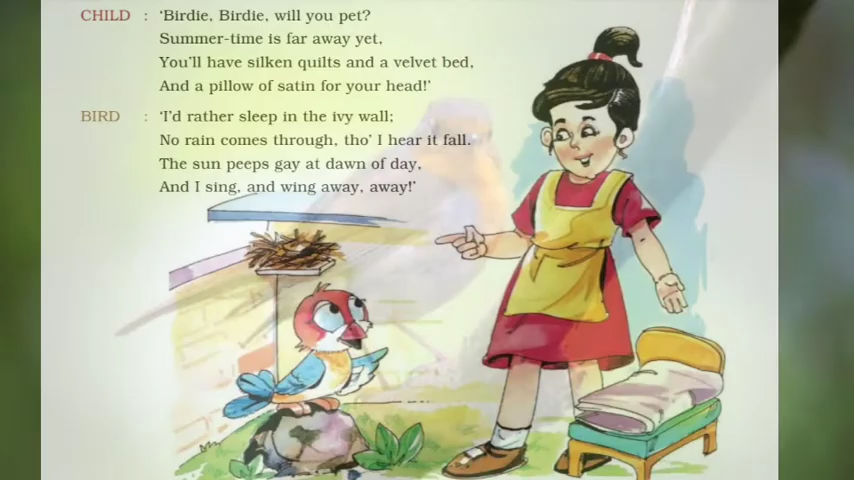 CHILD : ‘Birdie, Birdie, will you pet?
Summer-time is far away yet,
You’ll have silken quilts and a velvet bed,
And a pillow of satin for your head!’
BIRD : ‘I’d rather sleep in the ivy wall;
No rain comes through, tho’ I hear it fall.
The sun peeps gay at dawn of day,
And I sing, and wing away, away!’